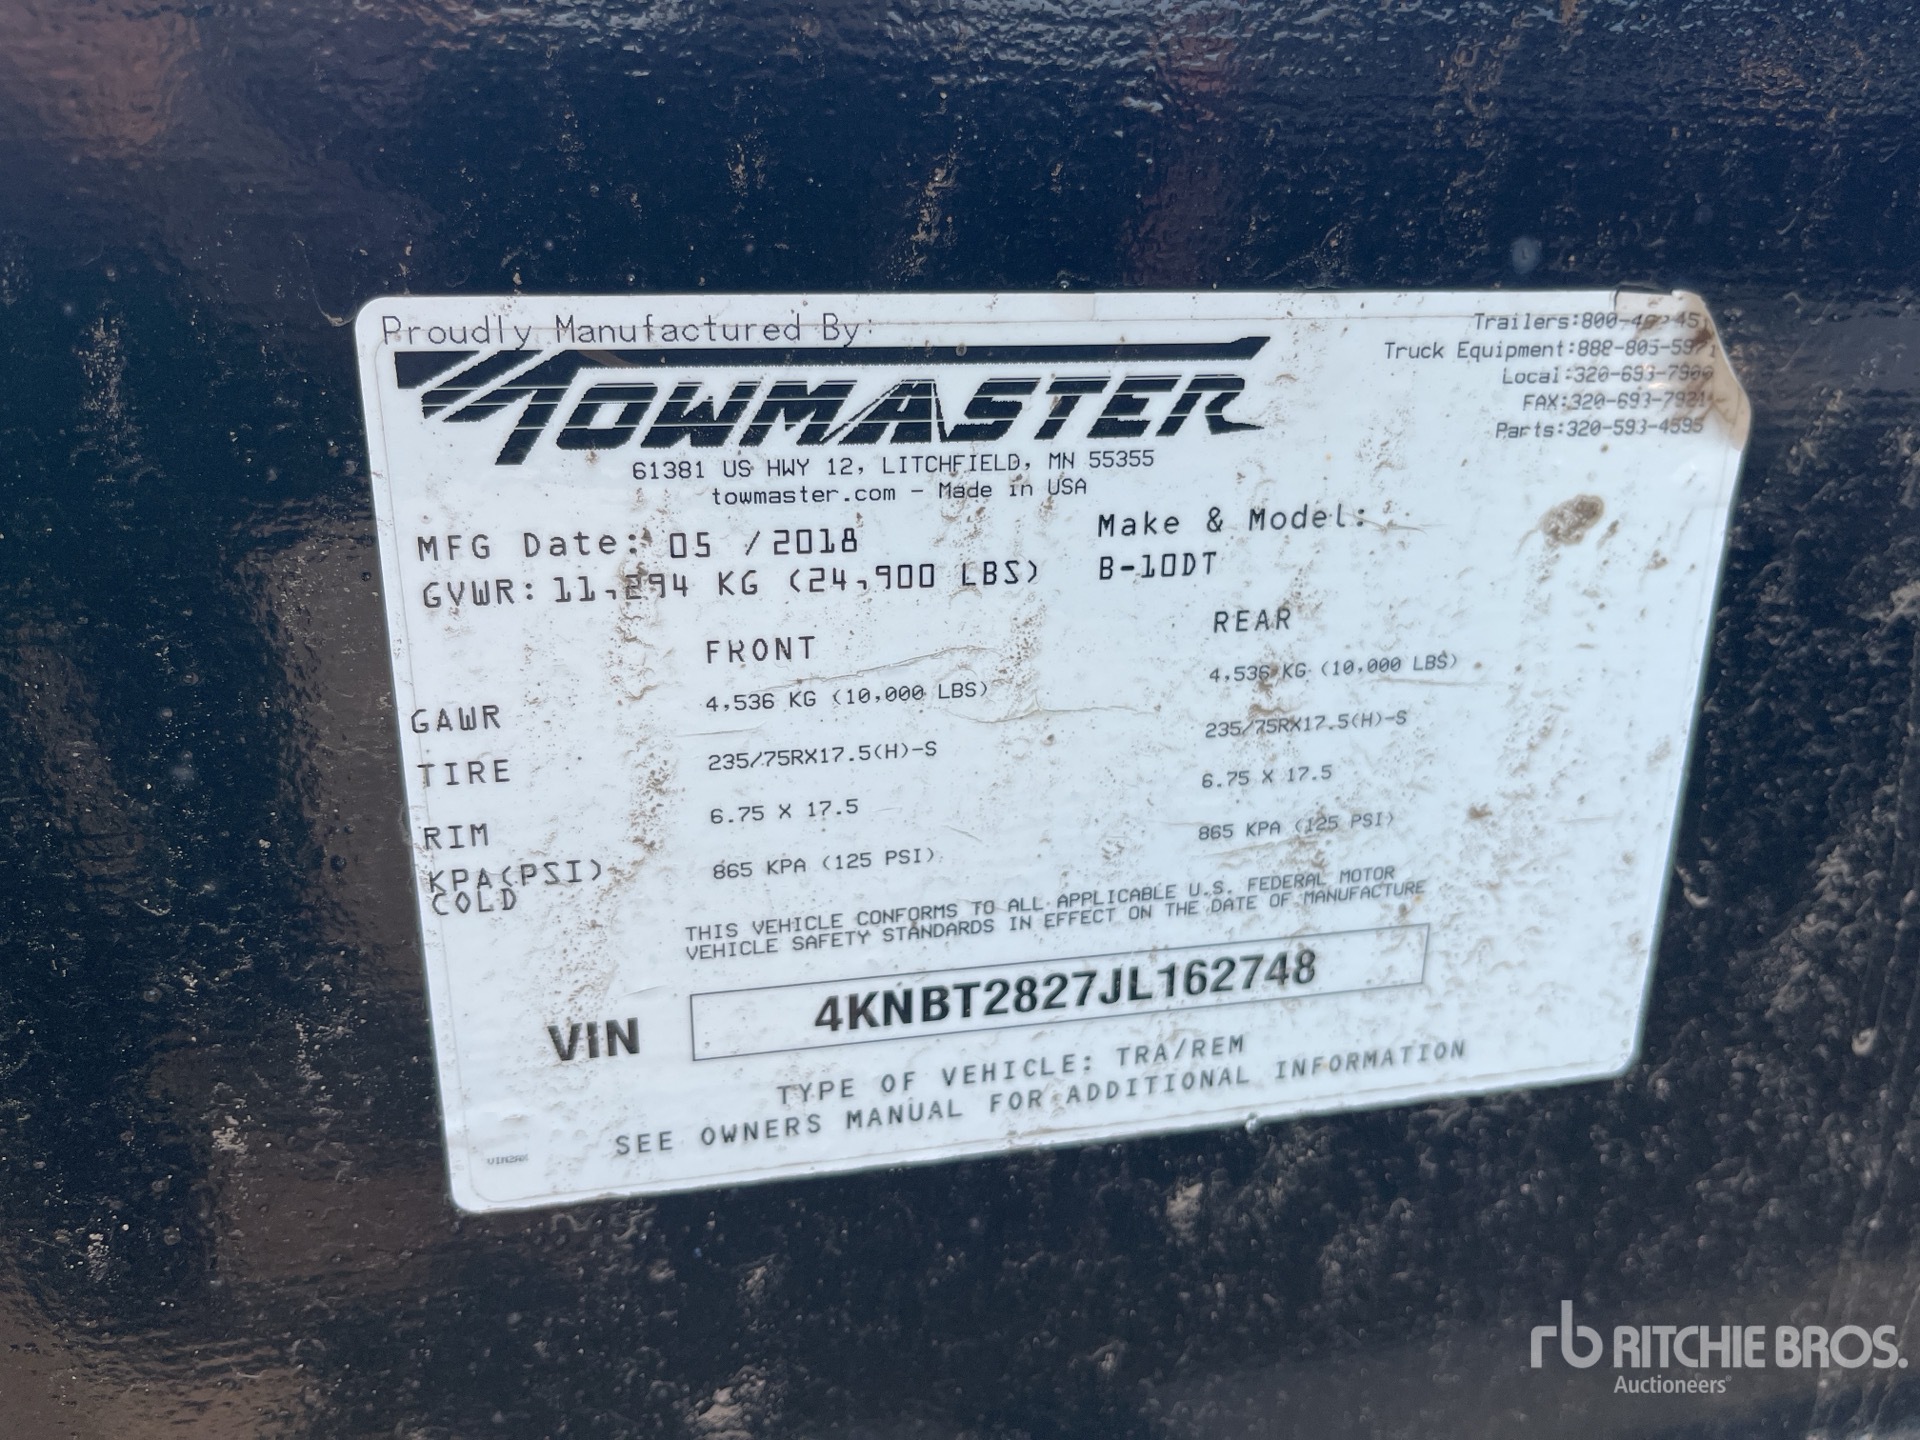 Proudly Manufactured By:
TOWMASTER
61381 US HWY 12, LITCHFIELD, MN 55355
towmaster.com - Made in USA
Truck Equipment:888-805-5971
Local:320-693-7900
FAX:320-693-7921
Parts:320-593-4595
MFG Date: 05 /2018
GVWR: 11,294 KG (24,900 LBS)
Make & Model:
B-10DT
FRONT REAR
GAWR 4,536 KG (10,000 LBS) 4,536 KG (10,000 LBS)
TIRE 235/75RX17.5(H)-S 235/75RX17.5(H)-S
RIM 6.75 X 17.5 6.75 X 17.5
KPA(PSI) 865 KPA (125 PSI) 865 KPA (125 PSI)
COLD
THIS VEHICLE CONFORMS TO ALL APPLICABLE U.S. FEDERAL MOTOR
VEHICLE SAFETY STANDARDS IN EFFECT ON THE DATE OF MANUFACTURE
VIN 4KNBT2827JL162748
TYPE OF VEHICLE: TRA/REM
SEE OWNERS MANUAL FOR ADDITIONAL INFORMATION
rb RITCHIE BROS.
Auctioneers